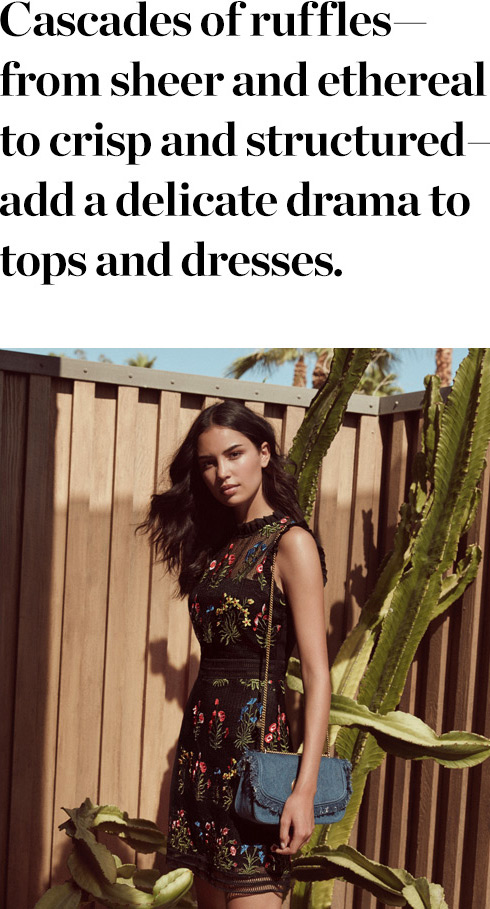 Cascades of ruffles—
from sheer and ethereal
to crisp and structured—
add a delicate drama to
tops and dresses.